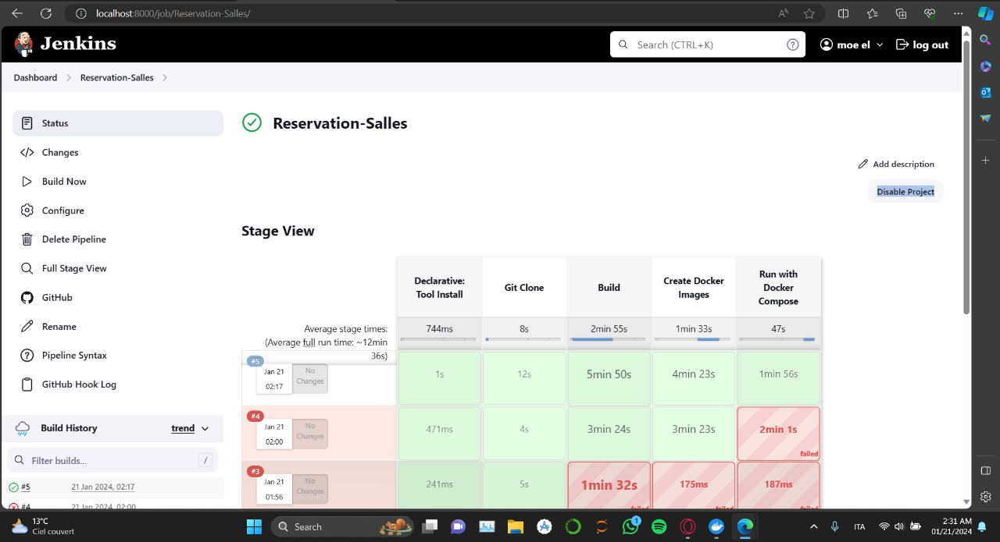 localhost:8000/job/Reservation-Salles/
Jenkins
Search (CTRL+K)
moe el
log out
Dashboard
Reservation-Salles
Status
Changes
Build Now
Configure
Delete Pipeline
Full Stage View
GitHub
Rename
Pipeline Syntax
GitHub Hook Log
Build History
trend
Filter builds...
/
#5
21 Jan 2024, 02:17
#4
21 Jan 2024, 02:00
Reservation-Salles
Add description
Disable Project
Stage View
Declarative:
Tool Install
Git Clone
Build
Create Docker
Images
Run with
Docker
Compose
Average stage times:
(Average full run time: ~12min
36s)
744ms
8s
2min 55s
1min 33s
47s
#5
Jan 21
02:17
No
Changes
1s
12s
5min 50s
4min 23s
1min 56s
#4
Jan 21
02:00
No
Changes
471ms
4s
3min 24s
3min 23s
2min 1s
failed
#3
Jan 21
01:56
No
Changes
241ms
5s
1min 32s
failed
175ms
failed
187ms
failed
13°C
Ciel couvert
Search
1
ITA
2:31 AM
01/21/2024